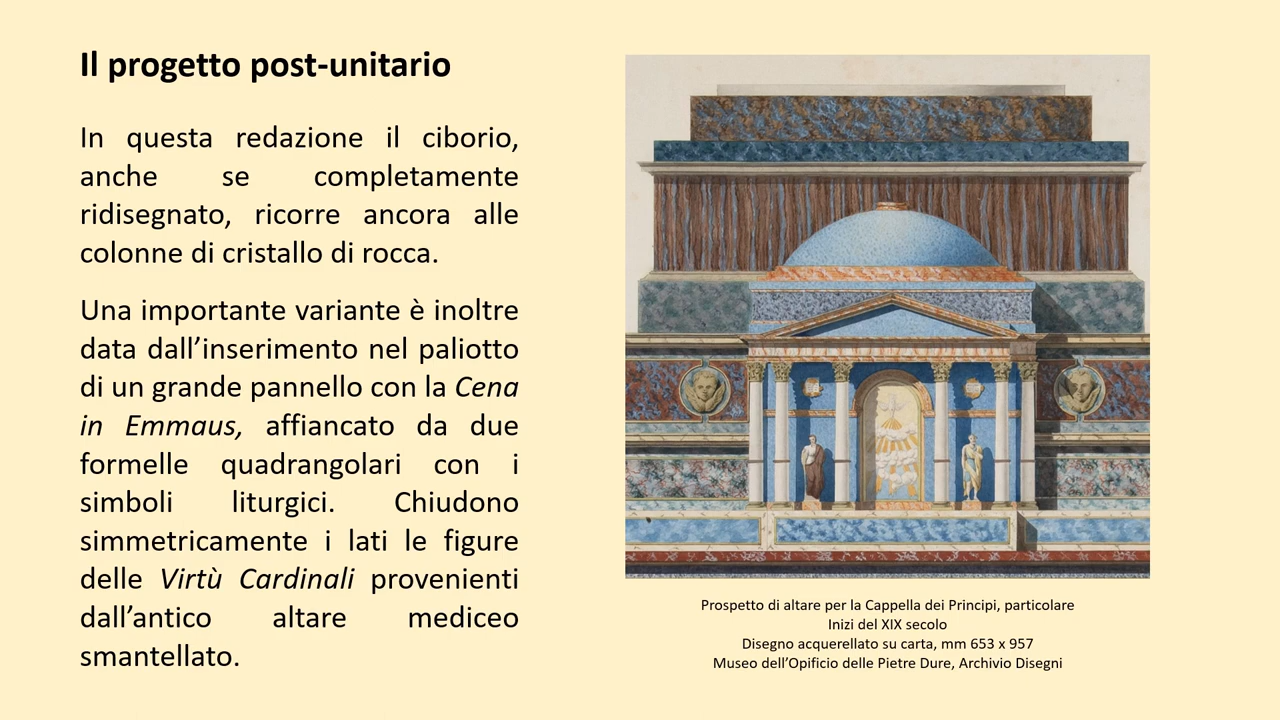 Il progetto post-unitario
In questa redazione il ciborio,
anche se completamente
ridisegnato, ricorre ancora alle
colonne di cristallo di rocca.
Una importante variante è inoltre
data dall’inserimento nel paliotto
di un grande pannello con la Cena
in Emmaus, affiancato da due
formelle quadrangolari con i
simboli liturgici. Chiudono
simmetricamente i lati le figure
delle Virtù Cardinali provenienti
dall’antico altare mediceo
smantellato.
Prospetto di altare per la Cappella dei Principi, particolare
Inizi del XIX secolo
Disegno acquerellato su carta, mm 653 x 957
Museo dell’Opificio delle Pietre Dure, Archivio Disegni